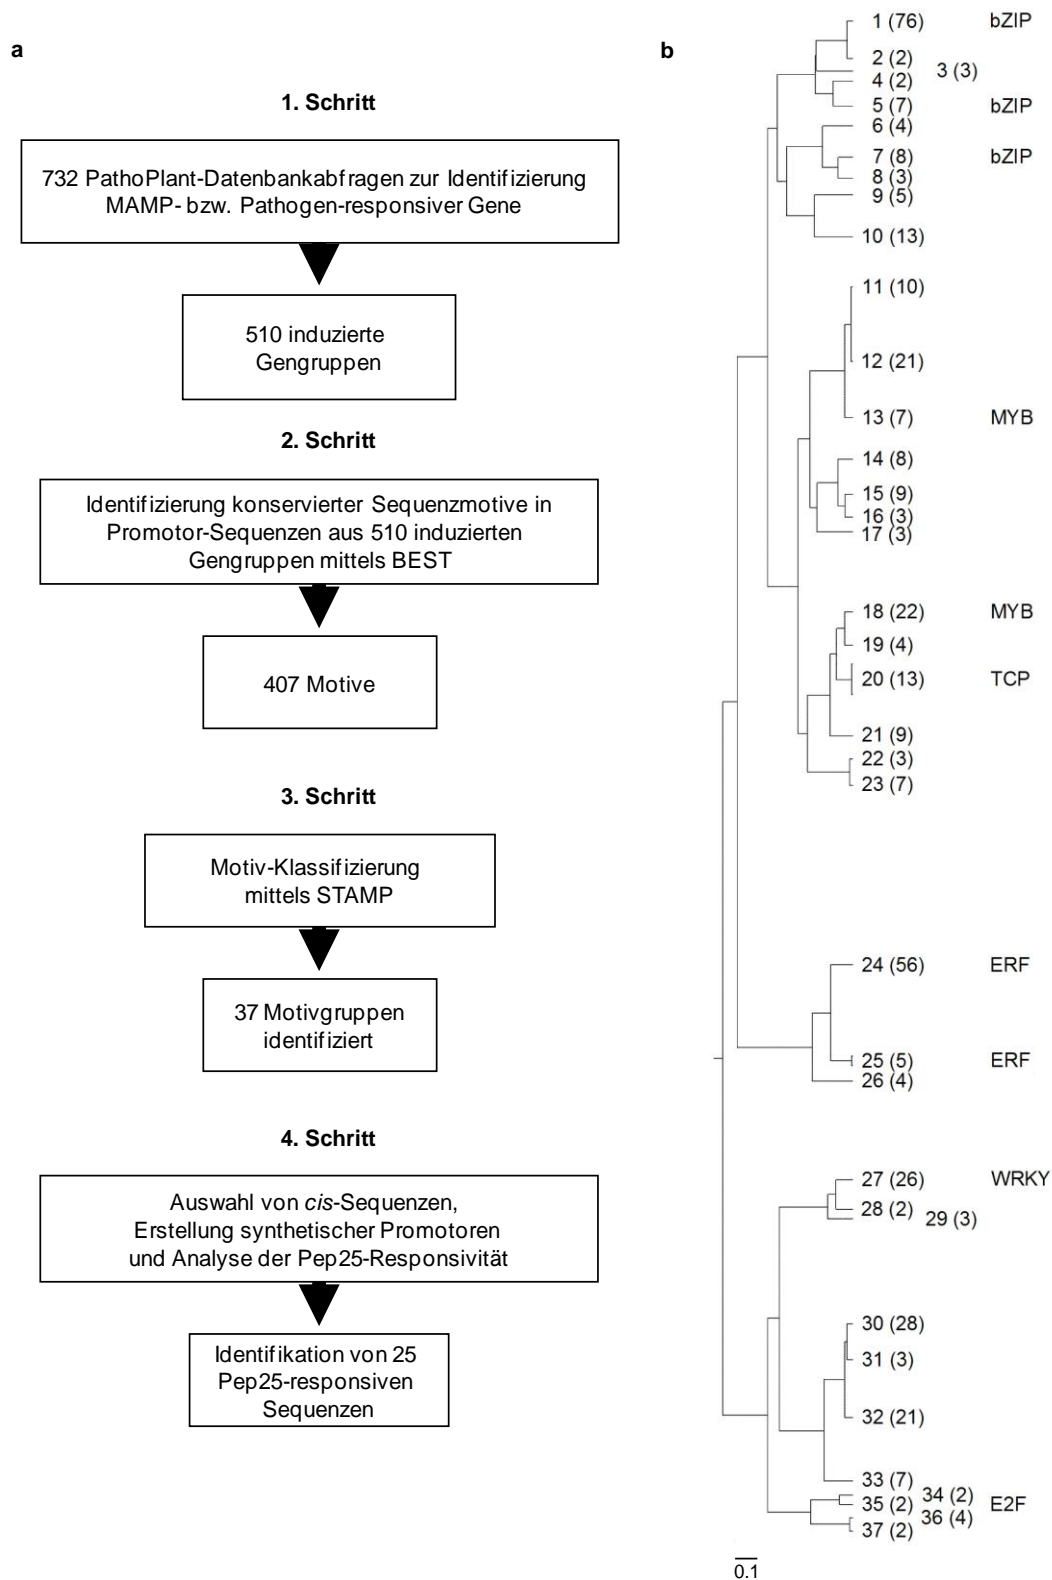 a
1. Schritt
732 PathoPlant-Datenbankabfragen zur Identifizierung
MAMP- bzw. Pathogen-responsiver Gene
510 induzierte
Gengruppen
2. Schritt
Identifizierung konservierter Sequenzmotive in
Promotor-Sequenzen aus 510 induzierten
Gengruppen mittels BEST
407 Motive
3. Schritt
Motiv-Klassifizierung
mittels STAMP
37 Motivgruppen
identifiziert
4. Schritt
Auswahl von cis-Sequenzen,
Erstellung synthetischer Promotoren
und Analyse der Pep25-Responsivität
Identifikation von 25
Pep25-responsiven
Sequenzen
b
1 (76) bZIP
2 (2)
3 (3)
4 (2)
5 (7) bZIP
6 (4)
7 (8) bZIP
8 (3)
9 (5)
10 (13)
11 (10)
12 (21)
13 (7) MYB
14 (8)
15 (9)
16 (3)
17 (3)
18 (22) MYB
19 (4)
20 (13) TCP
21 (9)
22 (3)
23 (7)
24 (56) ERF
25 (5) ERF
26 (4)
27 (26) WRKY
28 (2)
29 (3)
30 (28)
31 (3)
32 (21)
33 (7)
34 (2)
35 (2) E2F
36 (4)
37 (2)
0.1